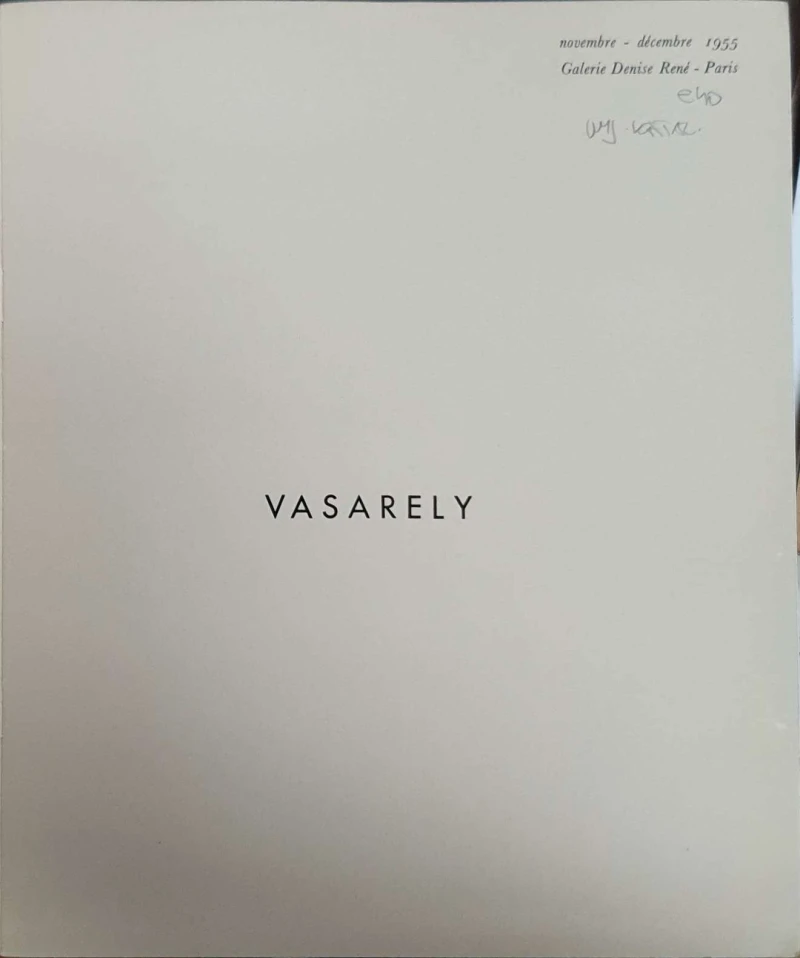 novembre - décembre 1955
Galerie Denise René - Paris
VASARELY